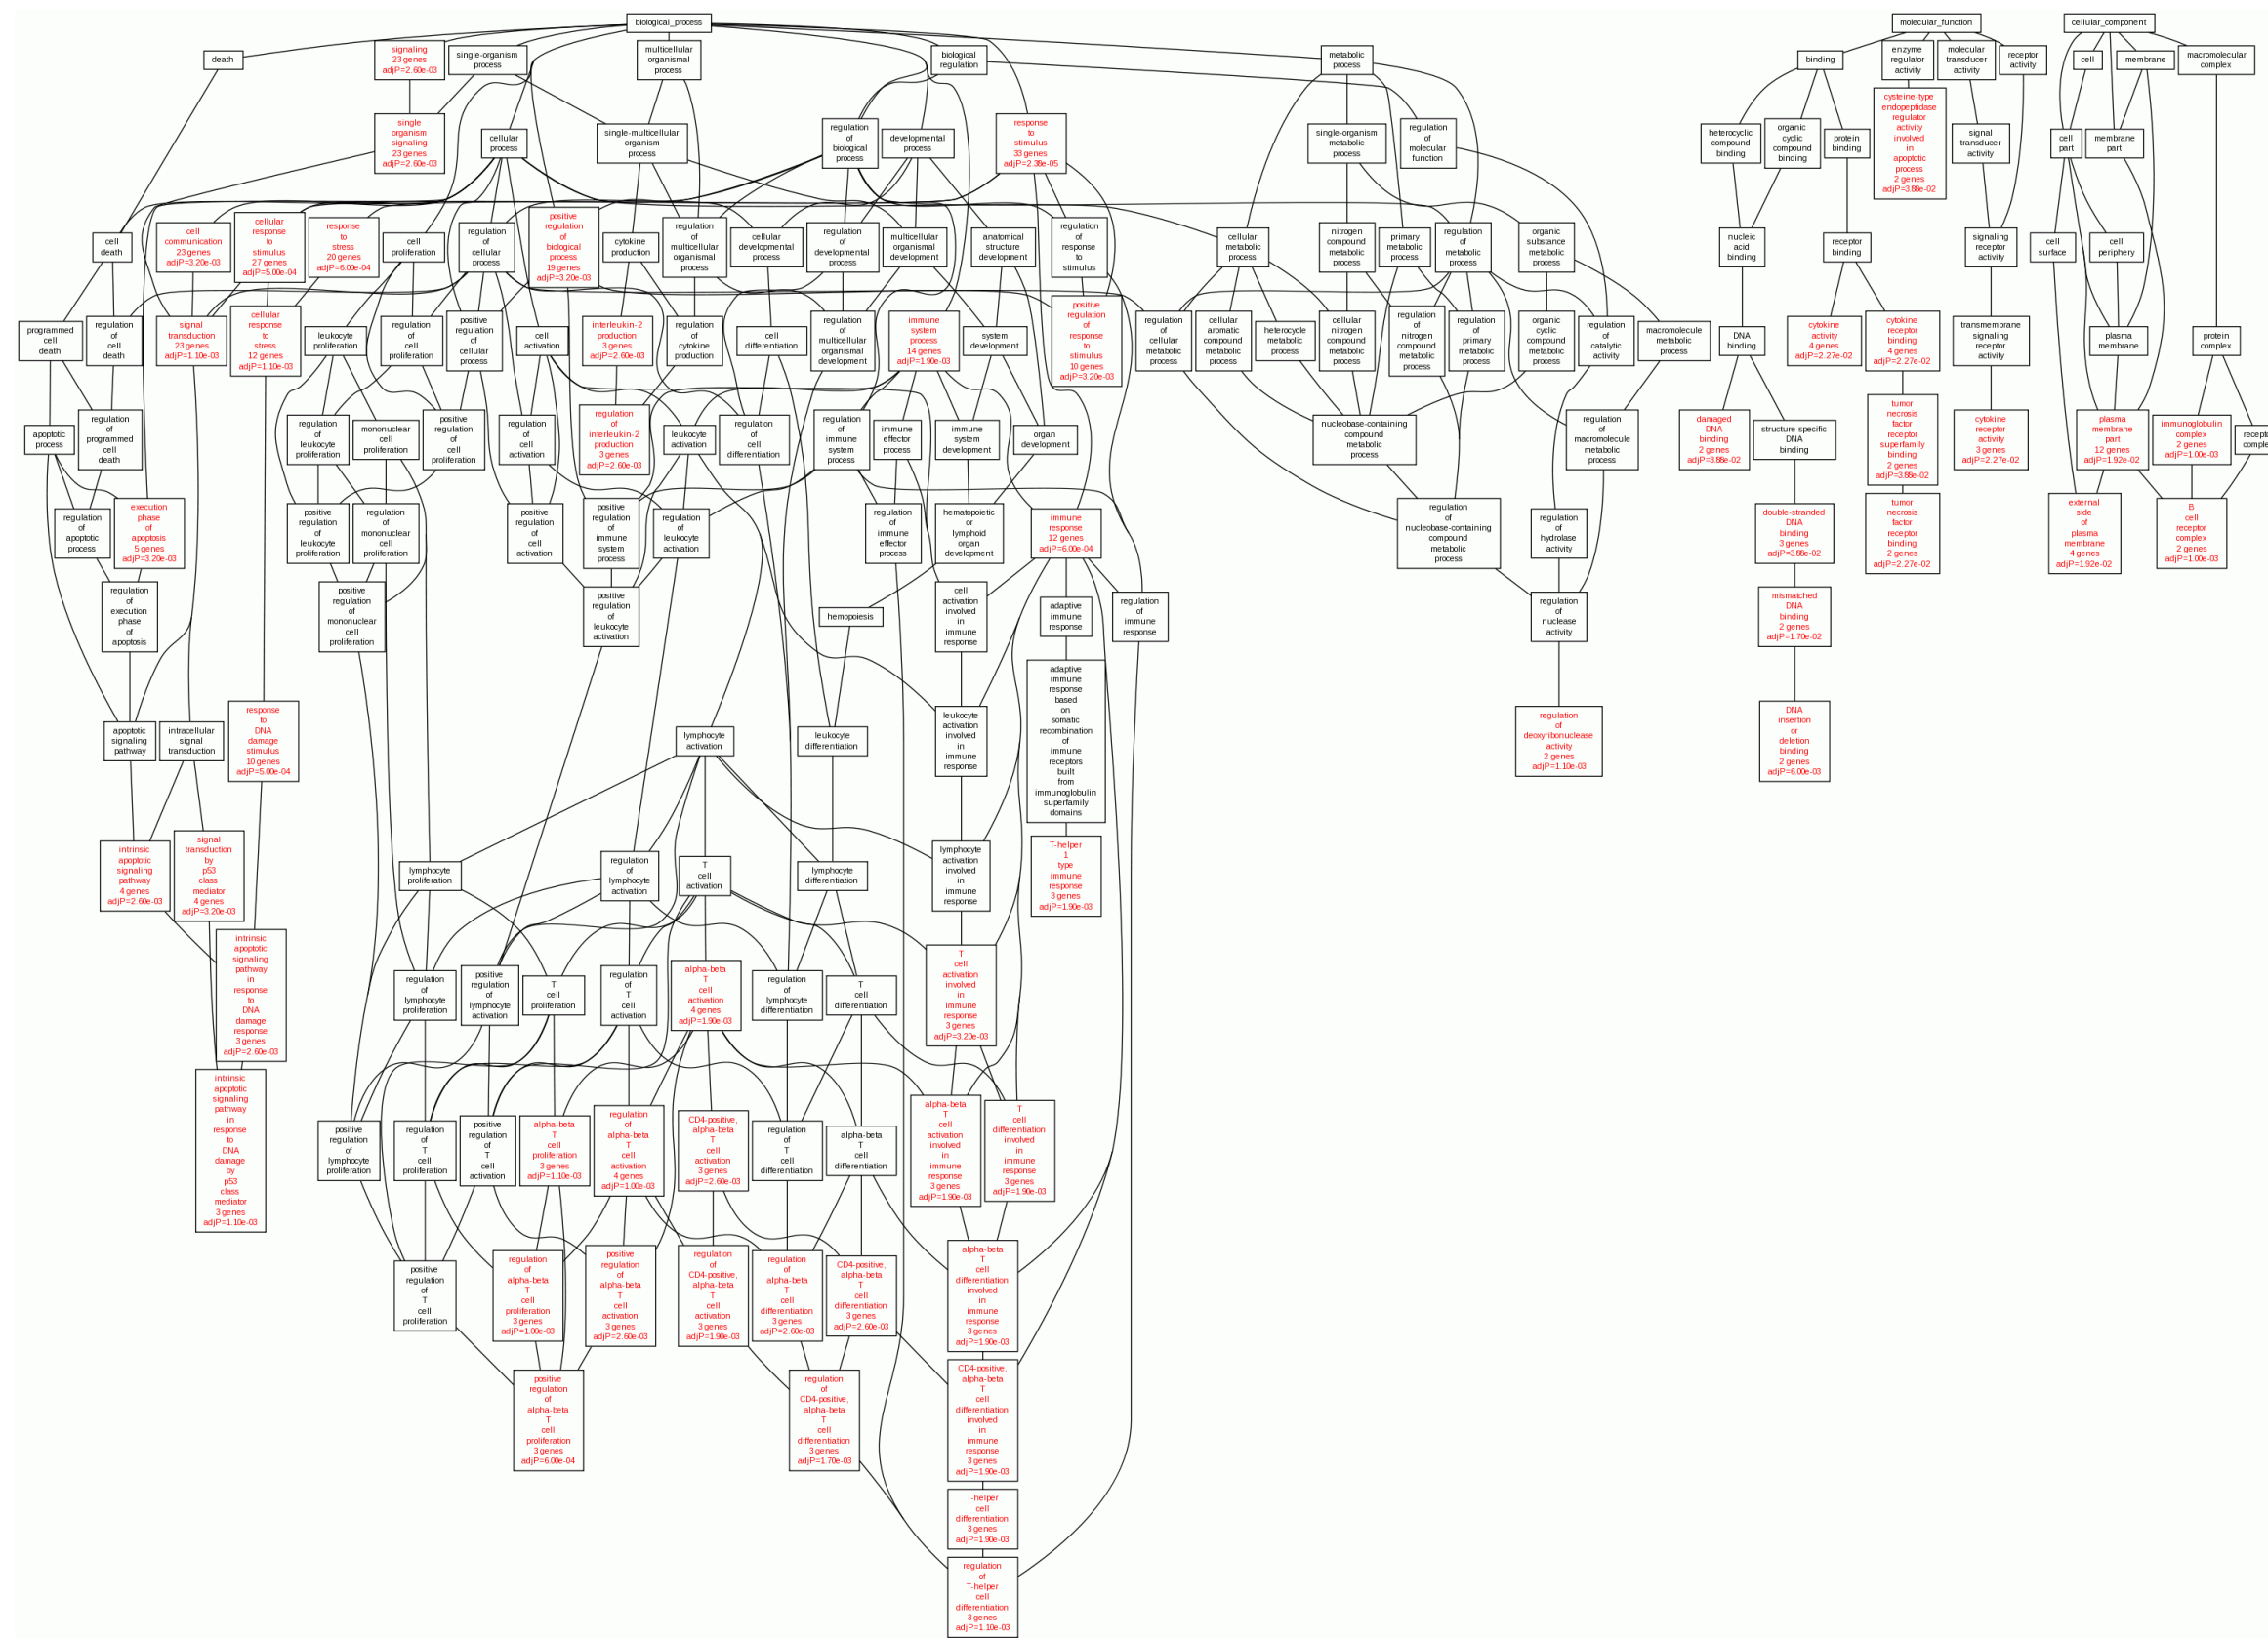 biological_process
molecular_function
cellular_component
death
signaling
23 genes
adjP=2.60e-03
single-organism
process
multicellular
organismal
process
biological
regulation
metabolic
process
binding
enzyme
regulator
activity
molecular
transducer
activity
receptor
activity
cell
membrane
macromolecular
complex
single
organism
signaling
23 genes
adjP=2.60e-03
cellular
process
single-multicellular
organism
process
regulation
of
biological
process
developmental
process
response
to
stimulus
33 genes
adjP=2.38e-05
single-organism
metabolic
process
regulation
of
molecular
function
heterocyclic
compound
binding
organic
cyclic
compound
binding
protein
binding
cysteine-type
endopeptidase
regulator
activity
involved
in
apoptotic
process
2 genes
adjP=3.88e-02
signal
transducer
activity
cell
part
membrane
part
cell
death
cell
communication
23 genes
adjP=3.20e-03
cellular
response
to
stimulus
27 genes
adjP=5.00e-04
response
to
stress
20 genes
adjP=6.00e-04
cell
proliferation
regulation
of
cellular
process
positive
regulation
of
biological
process
19 genes
adjP=3.20e-03
cytokine
production
regulation
of
multicellular
organismal
process
cellular
developmental
process
regulation
of
developmental
process
multicellular
organismal
development
anatomical
structure
development
regulation
of
response
to
stimulus
cellular
metabolic
process
nitrogen
compound
metabolic
process
primary
metabolic
process
regulation
of
metabolic
process
organic
substance
metabolic
process
nucleic
acid
binding
receptor
binding
signaling
receptor
activity
cell
surface
cell
periphery
programmed
cell
death
regulation
of
cell
death
signal
transduction
23 genes
adjP=1.10e-03
cellular
response
to
stress
12 genes
adjP=1.10e-03
leukocyte
proliferation
regulation
of
cell
proliferation
positive
regulation
of
cellular
process
cell
activation
interleukin-2
production
3 genes
adjP=2.60e-03
regulation
of
cytokine
production
cell
differentiation
regulation
of
multicellular
organismal
development
immune
system
process
14 genes
adjP=1.90e-03
system
development
positive
regulation
of
response
to
stimulus
10 genes
adjP=3.20e-03
regulation
of
cellular
metabolic
process
cellular
aromatic
compound
metabolic
process
heterocycle
metabolic
process
cellular
nitrogen
compound
metabolic
process
regulation
of
nitrogen
compound
metabolic
process
regulation
of
primary
metabolic
process
organic
cyclic
compound
metabolic
process
regulation
of
catalytic
activity
macromolecule
metabolic
process
DNA
binding
cytokine
activity
4 genes
adjP=2.27e-02
cytokine
receptor
binding
4 genes
adjP=2.27e-02
transmembrane
signaling
receptor
activity
plasma
membrane
protein
complex
apoptotic
process
regulation
of
programmed
cell
death
regulation
of
leukocyte
proliferation
mononuclear
cell
proliferation
positive
regulation
of
cell
proliferation
regulation
of
cell
activation
regulation
of
interleukin-2
production
3 genes
adjP=2.60e-03
leukocyte
activation
regulation
of
cell
differentiation
regulation
of
immune
system
process
immune
effector
process
immune
system
development
organ
development
nucleobase-containing
compound
metabolic
process
regulation
of
macromolecule
metabolic
process
damaged
DNA
binding
2 genes
adjP=3.88e-02
structure-specific
DNA
binding
tumor
necrosis
factor
receptor
superfamily
binding
2 genes
adjP=3.88e-02
cytokine
receptor
activity
3 genes
adjP=2.27e-02
plasma
membrane
part
12 genes
adjP=1.92e-02
immunoglobulin
complex
2 genes
adjP=1.00e-03
regulation
of
apoptotic
process
execution
phase
of
apoptosis
5 genes
adjP=3.20e-03
positive
regulation
of
leukocyte
proliferation
regulation
of
mononuclear
cell
proliferation
positive
regulation
of
cell
activation
positive
regulation
of
immune
system
process
regulation
of
leukocyte
activation
regulation
of
immune
effector
process
hematopoietic
or
lymphoid
organ
development
immune
response
12 genes
adjP=6.00e-04
regulation
of
nucleobase-containing
compound
metabolic
process
regulation
of
hydrolase
activity
double-stranded
DNA
binding
3 genes
adjP=3.88e-02
tumor
necrosis
factor
receptor
binding
2 genes
adjP=2.27e-02
external
side
of
plasma
membrane
4 genes
adjP=1.92e-02
B
cell
receptor
complex
2 genes
adjP=1.00e-03
regulation
of
execution
phase
of
apoptosis
positive
regulation
of
mononuclear
cell
proliferation
positive
regulation
of
leukocyte
activation
hemopoiesis
cell
activation
involved
in
immune
response
adaptive
immune
response
regulation
of
immune
response
regulation
of
nuclease
activity
mismatched
DNA
binding
2 genes
adjP=1.70e-02
adaptive
immune
response
based
on
somatic
recombination
of
immune
receptors
built
from
immunoglobulin
superfamily
domains
apoptotic
signaling
pathway
intracellular
signal
transduction
response
to
DNA
damage
stimulus
10 genes
adjP=5.00e-04
lymphocyte
activation
leukocyte
differentiation
leukocyte
activation
involved
in
immune
response
regulation
of
deoxyribonuclease
activity
2 genes
adjP=1.10e-03
DNA
insertion
or
deletion
binding
2 genes
adjP=6.00e-03
intrinsic
apoptotic
signaling
pathway
4 genes
adjP=2.60e-03
signal
transduction
by
p53
class
mediator
4 genes
adjP=3.20e-03
lymphocyte
proliferation
regulation
of
lymphocyte
activation
T
cell
activation
lymphocyte
differentiation
lymphocyte
activation
involved
in
immune
response
T-helper
1
type
immune
response
3 genes
adjP=1.90e-03
intrinsic
apoptotic
signaling
pathway
in
response
to
DNA
damage
response
3 genes
adjP=2.60e-03
regulation
of
lymphocyte
proliferation
positive
regulation
of
lymphocyte
activation
T
cell
proliferation
regulation
of
T
cell
activation
alpha-beta
T
cell
activation
4 genes
adjP=1.90e-03
regulation
of
lymphocyte
differentiation
T
cell
differentiation
T
cell
activation
involved
in
immune
response
3 genes
adjP=3.20e-03
intrinsic
apoptotic
signaling
pathway
in
response
to
DNA
damage
by
p53
class
mediator
3 genes
adjP=1.10e-03
positive
regulation
of
lymphocyte
proliferation
regulation
of
T
cell
proliferation
positive
regulation
of
T
cell
activation
alpha-beta
T
cell
proliferation
3 genes
adjP=1.10e-03
regulation
of
alpha-beta
T
cell
activation
4 genes
adjP=1.00e-03
CD4-positive,
alpha-beta
T
cell
activation
3 genes
adjP=2.60e-03
regulation
of
T
cell
differentiation
alpha-beta
T
cell
differentiation
alpha-beta
T
cell
activation
involved
in
immune
response
3 genes
adjP=1.90e-03
T
cell
differentiation
involved
in
immune
response
3 genes
adjP=1.90e-03
positive
regulation
of
T
cell
proliferation
regulation
of
alpha-beta
T
cell
proliferation
3 genes
adjP=1.00e-03
positive
regulation
of
alpha-beta
T
cell
activation
3 genes
adjP=2.60e-03
regulation
of
CD4-positive,
alpha-beta
T
cell
activation
3 genes
adjP=1.90e-03
regulation
of
alpha-beta
T
cell
differentiation
3 genes
adjP=2.60e-03
CD4-positive,
alpha-beta
T
cell
differentiation
3 genes
adjP=2.60e-03
alpha-beta
T
cell
differentiation
involved
in
immune
response
3 genes
adjP=1.90e-03
positive
regulation
of
alpha-beta
T
cell
proliferation
3 genes
adjP=6.00e-04
regulation
of
CD4-positive,
alpha-beta
T
cell
differentiation
3 genes
adjP=1.70e-03
CD4-positive,
alpha-beta
T
cell
differentiation
involved
in
immune
response
3 genes
adjP=1.90e-03
T-helper
cell
differentiation
3 genes
adjP=1.90e-03
regulation
of
T-helper
cell
differentiation
3 genes
adjP=1.10e-03